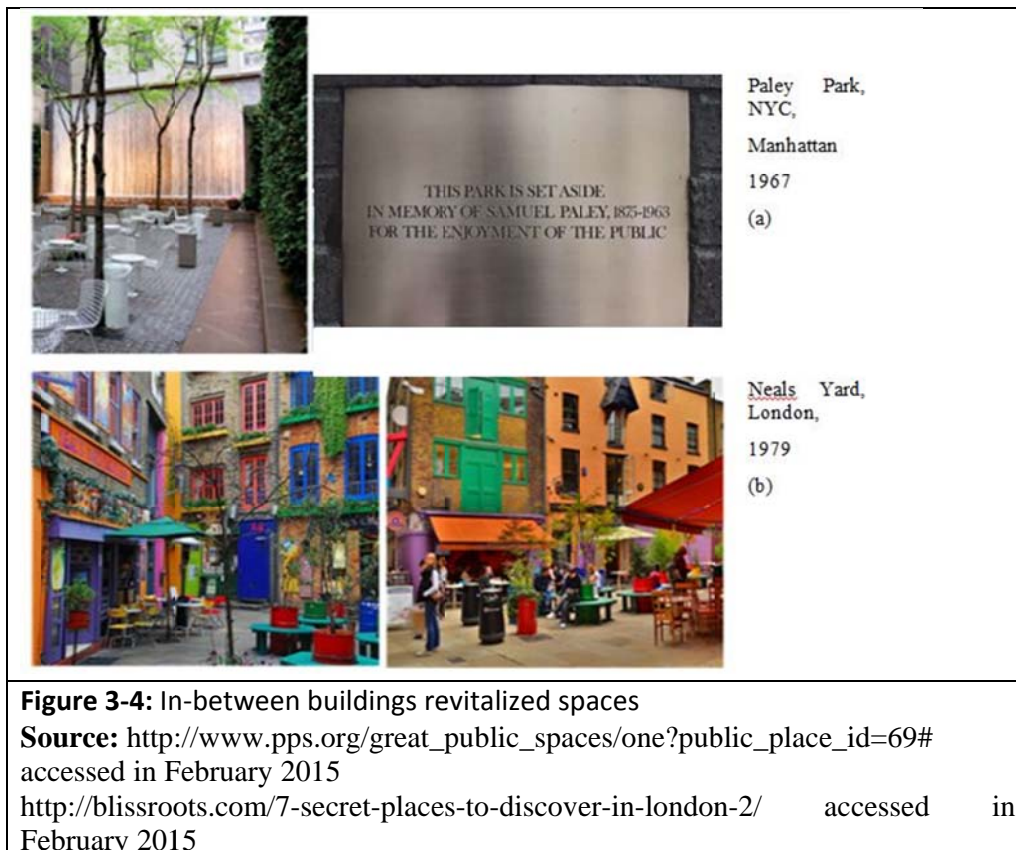 THIS PARK IS SET ASIDE
IN MEMORY OF SAMUEL PALEY, 1875-1963
FOR THE ENJOYMENT OF THE PUBLIC
Paley Park,
NYC,
Manhattan
1967
(a)
Neals Yard,
London,
1979
(b)
Figure 3-4: In-between buildings revitalized spaces
Source: http://www.pps.org/great_public_spaces/one?public_place_id=69#
accessed in February 2015
http://blissroots.com/7-secret-places-to-discover-in-london-2/ accessed in
February 2015